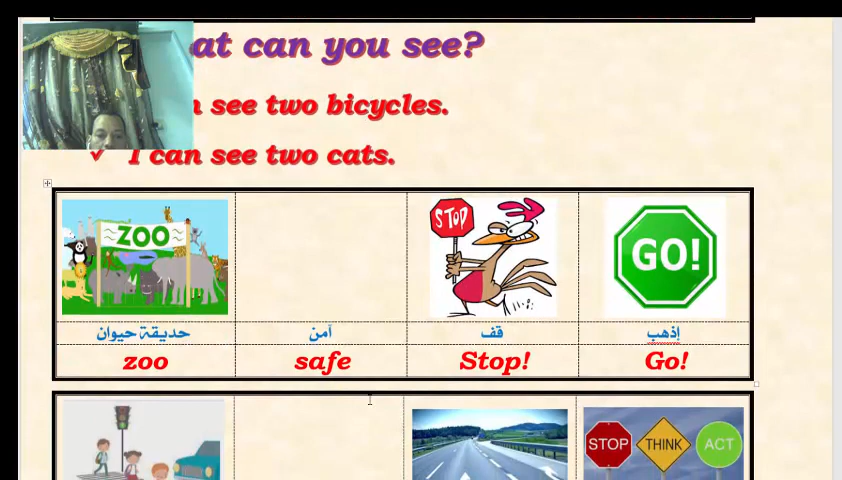 at can you see?
n see two bicycles.
I can see two cats.
ZOO
STOP
GO!
حديقة حيوان
آمن
قف
إذهب
zoo
safe
Stop!
Go!
STOP
THINK
ACT